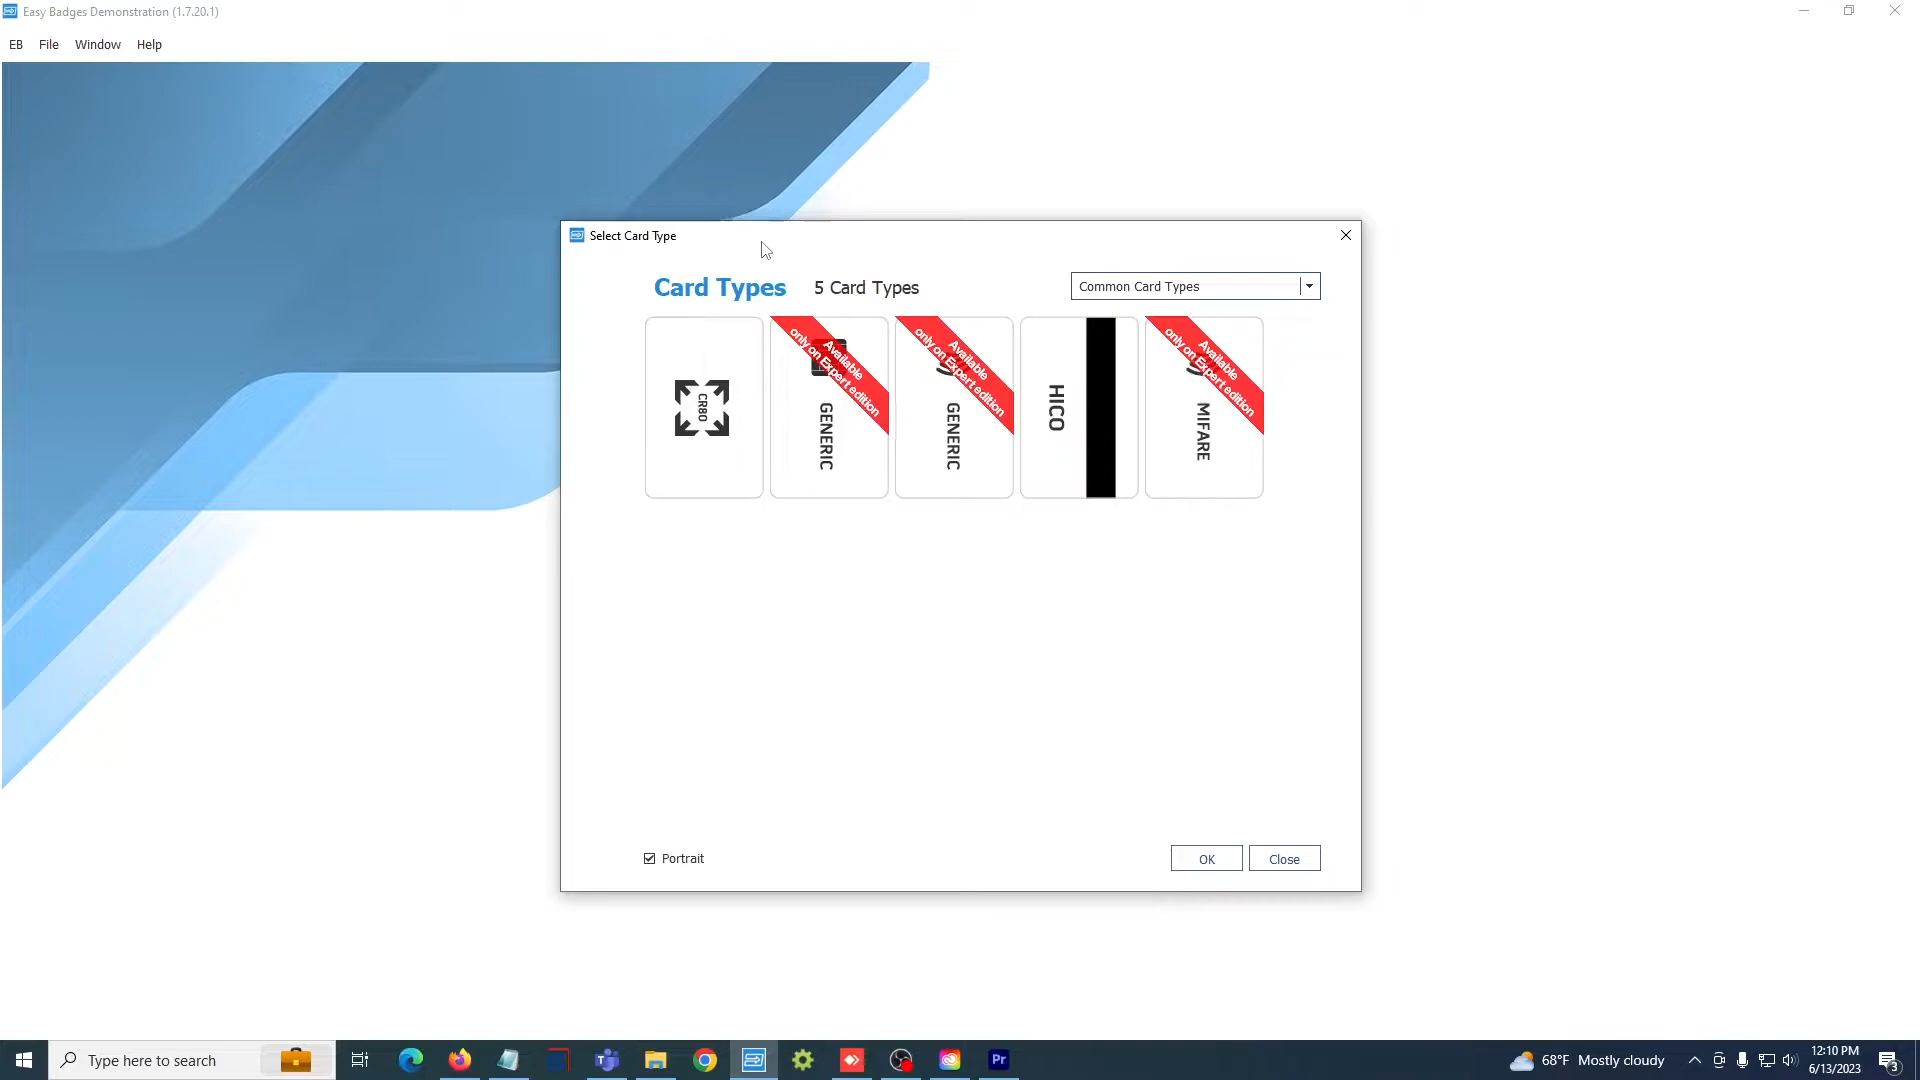 Easy Badges Demonstration (1.7.20.1)
EB File Window Help
Select Card Type
Card Types 5 Card Types Common Card Types
CR80
Available
only on Expert edition
GENERIC
Available
only on Expert edition
GENERIC
HICO
Available
only on Expert edition
MIFARE
Portrait OK Close
Type here to search
Pr
68°F Mostly cloudy
12:10 PM
6/13/2023
3